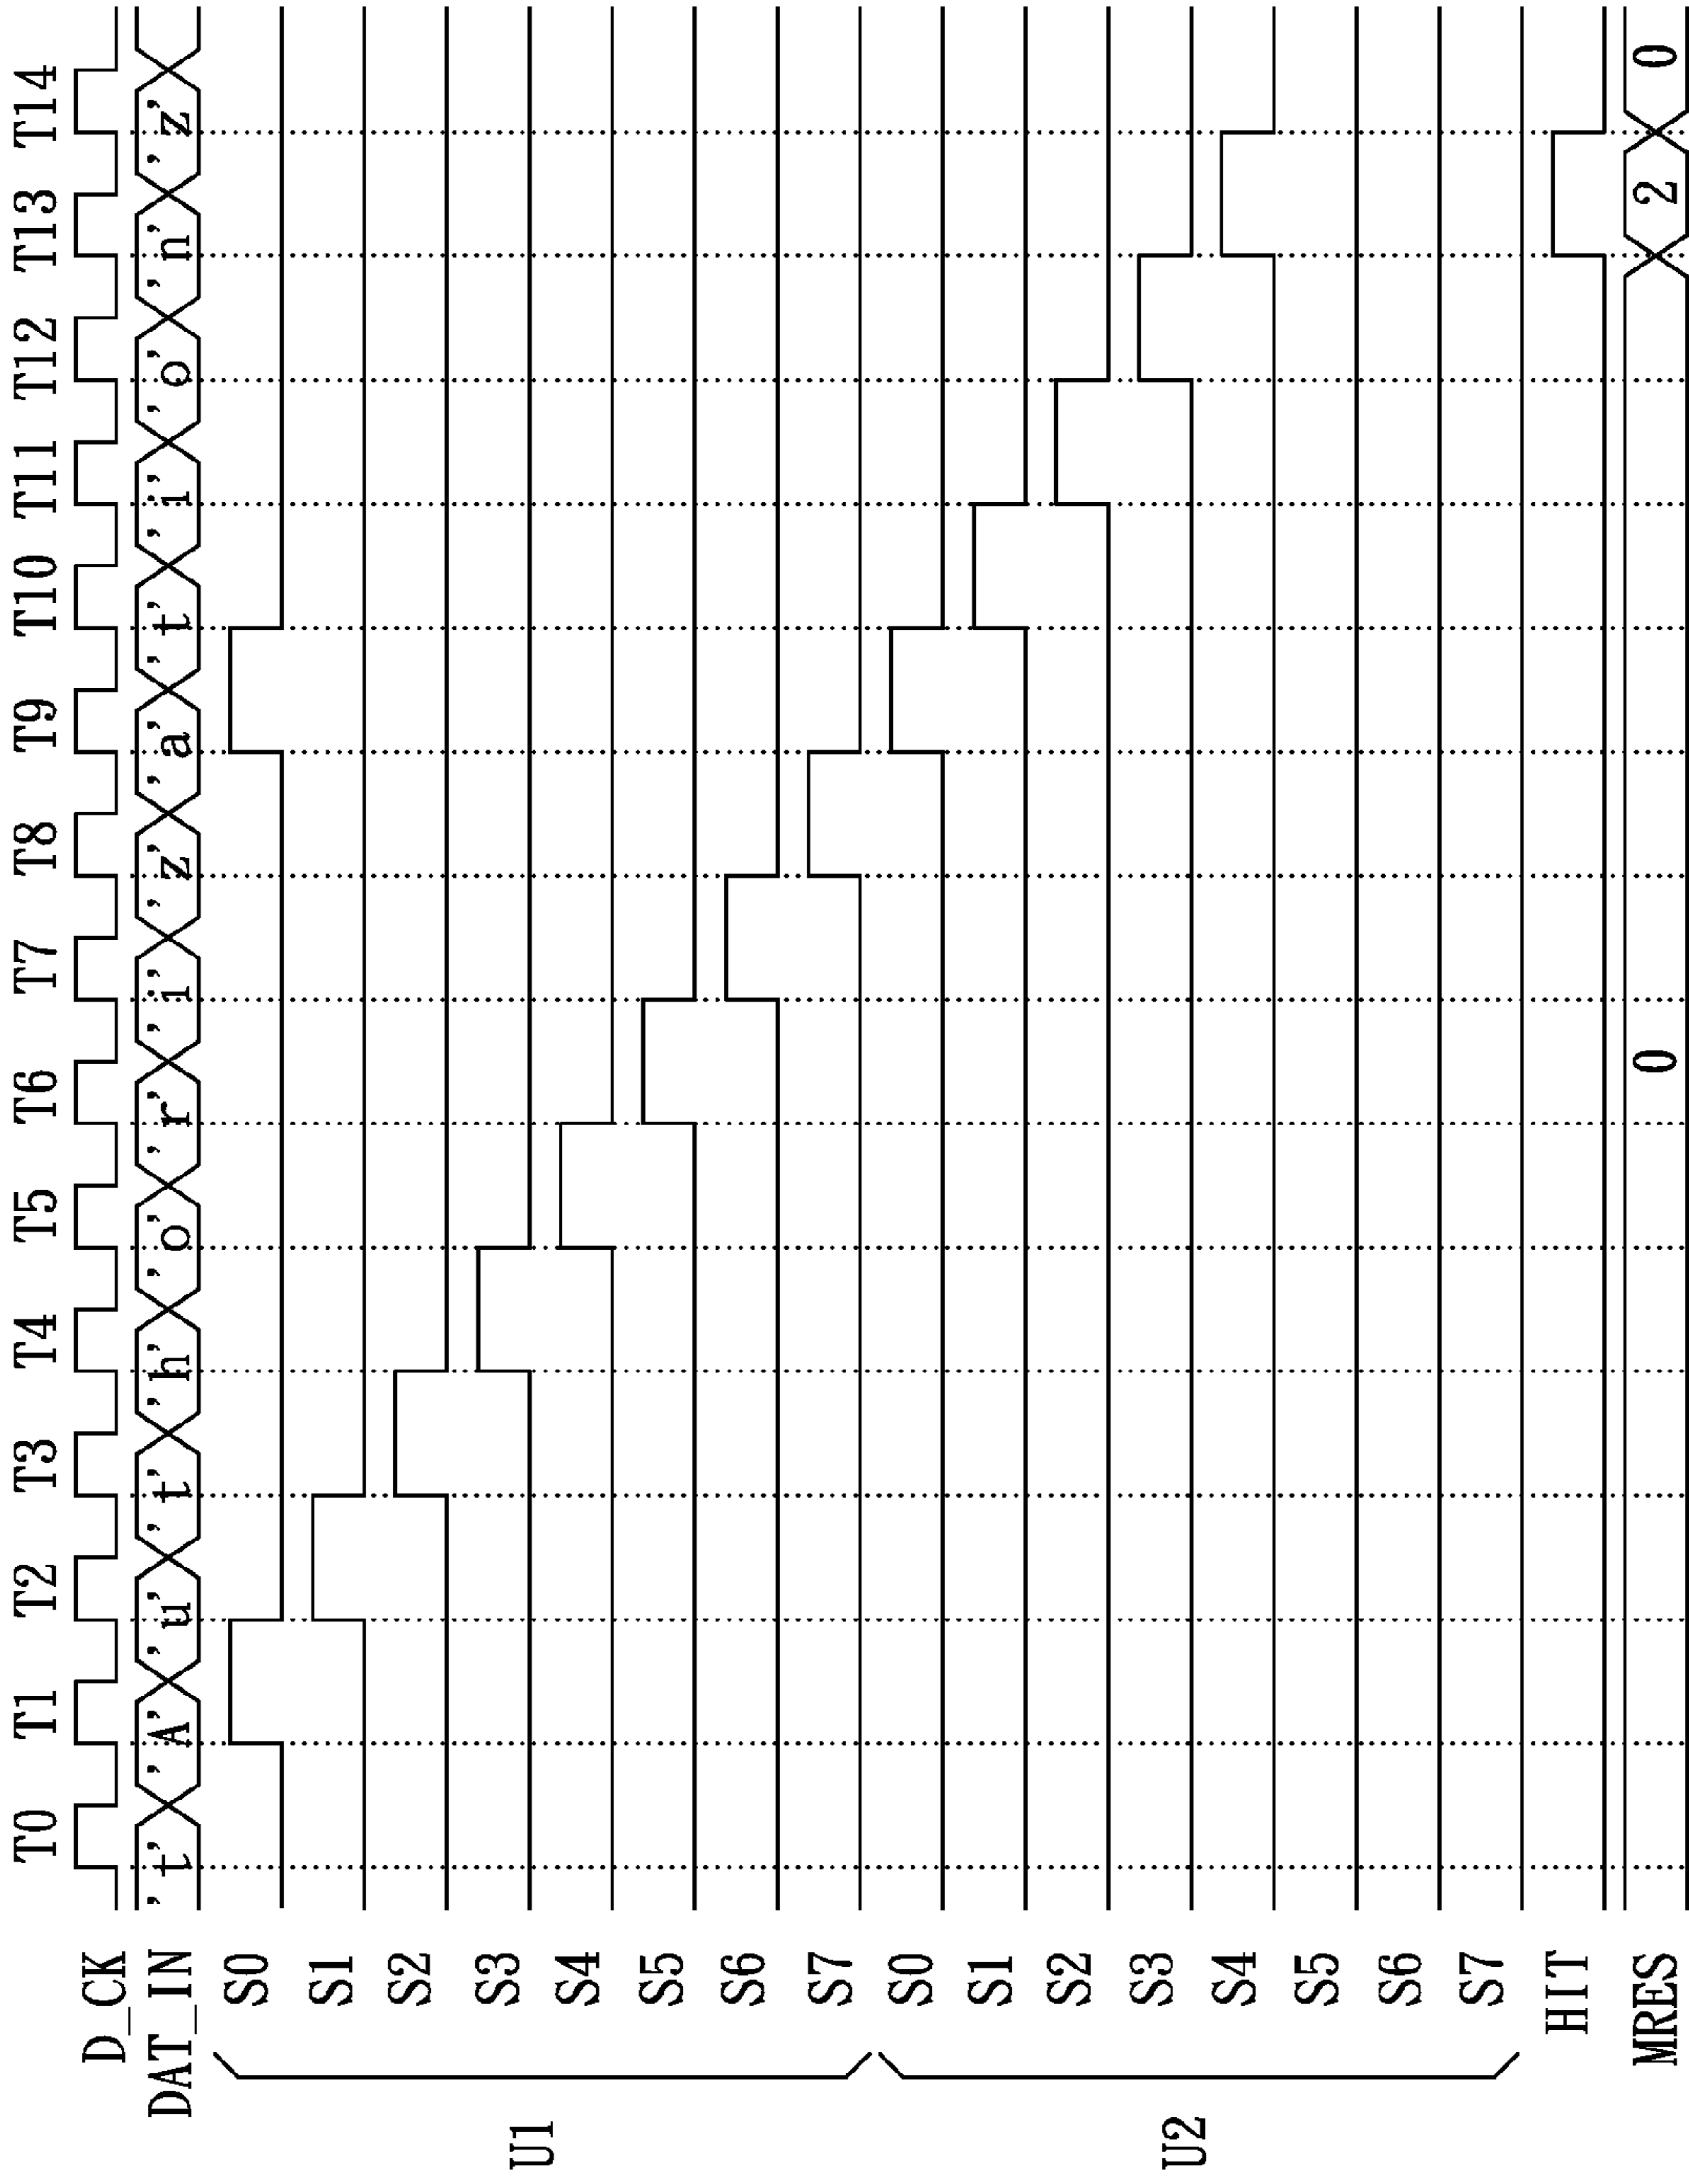 T0 T1 T2 T3 T4 T5 T6 T7 T8 T9 T10 T11 T12 T13 T14
D_CK
DAT_IN 't' 'A' 'u' 't' 'h' 'o' 'r' 'i' 'z' 'a' 't' 'i' 'o' 'n' 'z'
U1
S0
S1
S2
S3
S4
S5
S6
S7
U2
S0
S1
S2
S3
S4
S5
S6
S7
HIT
MRES 0 2 0